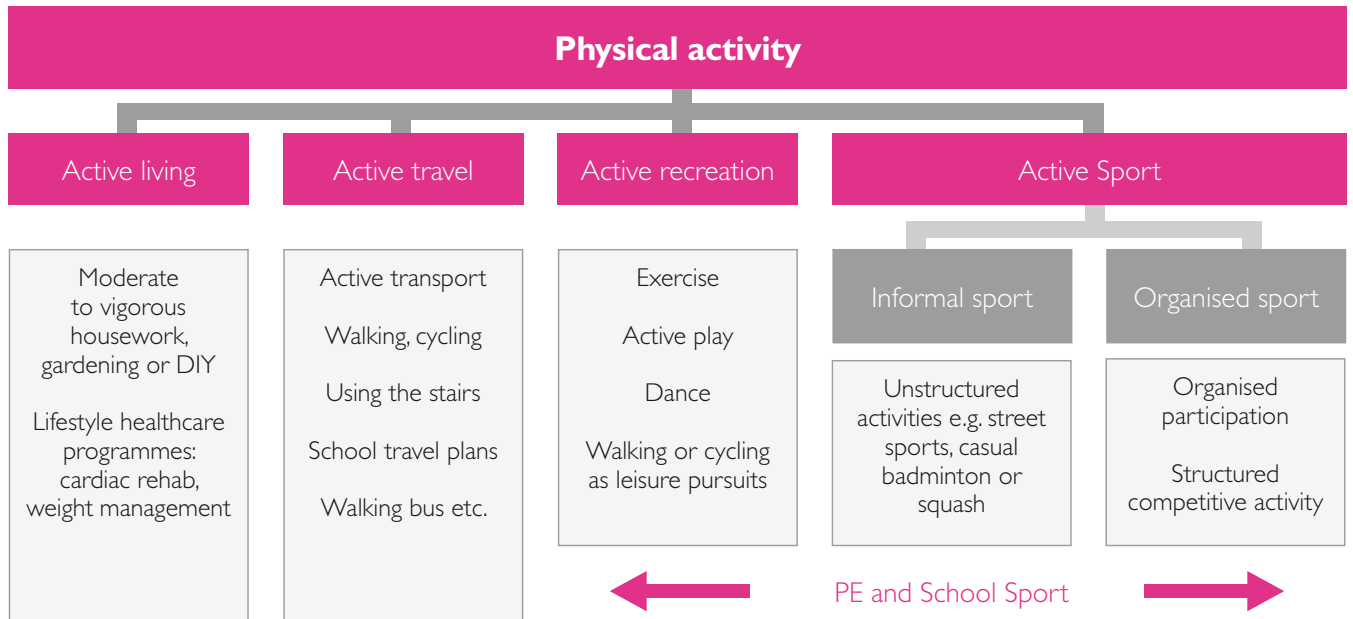 Physical activity
Active living
Active travel
Active recreation
Active Sport
Moderate
to vigorous
housework,
gardening or DIY
Lifestyle healthcare
programmes:
cardiac rehab,
weight management
Active transport
Walking, cycling
Using the stairs
School travel plans
Walking bus etc.
Exercise
Active play
Dance
Walking or cycling
as leisure pursuits
Informal sport
Unstructured
activities e.g. street
sports, casual
badminton or
squash
Organised sport
Organised
participation
Structured
competitive activity
PE and School Sport